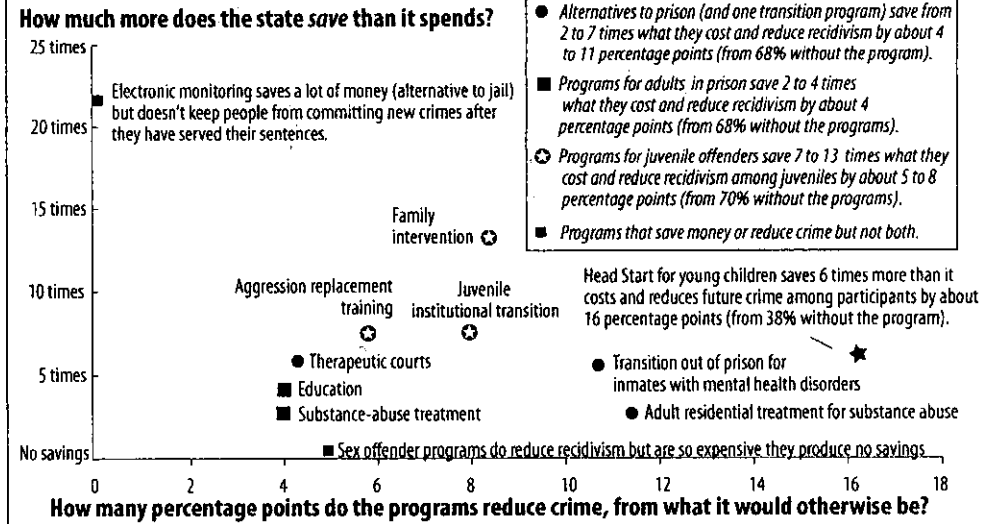 How much more does the state save than it spends?
25 times
20 times
15 times
10 times
5 times
No savings
Electronic monitoring saves a lot of money (alternative to jail)
but doesn't keep people from committing new crimes after
they have served their sentences.
Alternatives to prison (and one transition program) save from
2 to 7 times what they cost and reduce recidivism by about 4
to 11 percentage points (from 68% without the program).
Programs for adults in prison save 2 to 4 times
what they cost and reduce recidivism by about 4
percentage points (from 68% without the programs).
Programs for juvenile offenders save 7 to 13 times what they
cost and reduce recidivism among juveniles by about 5 to 8
percentage points (from 70% without the programs).
Programs that save money or reduce crime but not both.
Family
intervention
Aggression replacement
training
Juvenile
institutional transition
Head Start for young children saves 6 times more than it
costs and reduces future crime among participants by about
16 percentage points (from 38% without the program).
Therapeutic courts
Education
Substance-abuse treatment
Transition out of prison for
inmates with mental health disorders
Adult residential treatment for substance abuse
Sex offender programs do reduce recidivism but are so expensive they produce no savings
0 2 4 6 8 10 12 14 16 18
How many percentage points do the programs reduce crime, from what it would otherwise be?